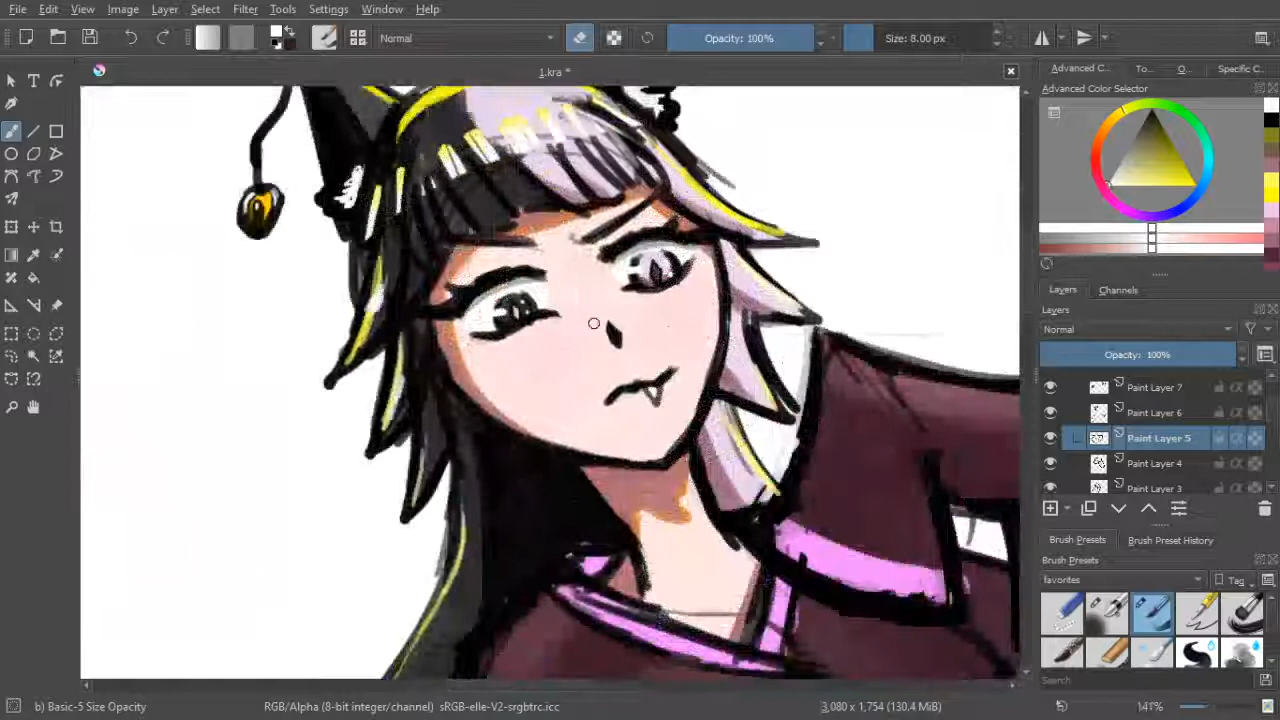 File Edit View Image Layer Select Filter Tools Settings Window Help
Normal Opacity: 100% Size: 8.00 px
1.kra *
Advanced C... To... O... Specific C...
Advanced Color Selector
Layers Channels
Layers
Normal
Opacity: 100%
Paint Layer 7
Paint Layer 6
Paint Layer 5
Paint Layer 4
Paint Layer 3
Brush Presets Brush Preset History
Brush Presets
favorites Tag
Search
b) Basic-5 Size Opacity RGB/Alpha (8-bit integer/channel) sRGB-elle-V2-srgbtrc.icc 3,080 x 1,754 (130.4 MiB) 141%